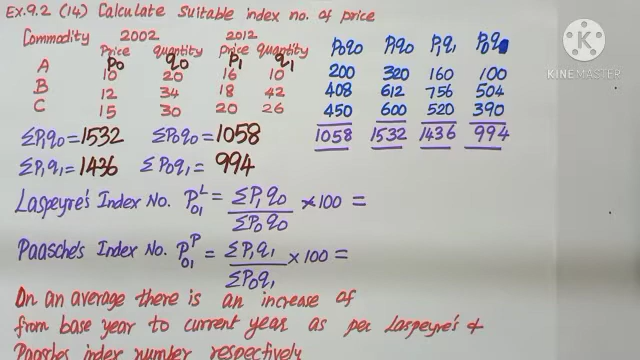 Ex.9.2 (14) Calculate suitable index no. of price
Commodity 2002 2012
Price quantity Price quantity P0q0 P1q0 P1q1 P0q1
P0 q0 P1 q1
A 10 20 16 10 200 320 160 100
B 12 34 18 42 408 612 756 504
C 15 30 20 26 450 600 520 390
ΣP1q0 = 1532 ΣP0q0 = 1058 1058 1532 1436 994
ΣP1q1 = 1436 ΣP0q1 = 994
Laspeyre's Index No. P01^L = ΣP1q0 / ΣP0q0 × 100 =
Paasche's Index No. P01^P = ΣP1q1 / ΣP0q1 × 100 =
On an average there is an increase of
from base year to current year as per Laspeyre's &
Paasches index number respectively
KINEMASTER